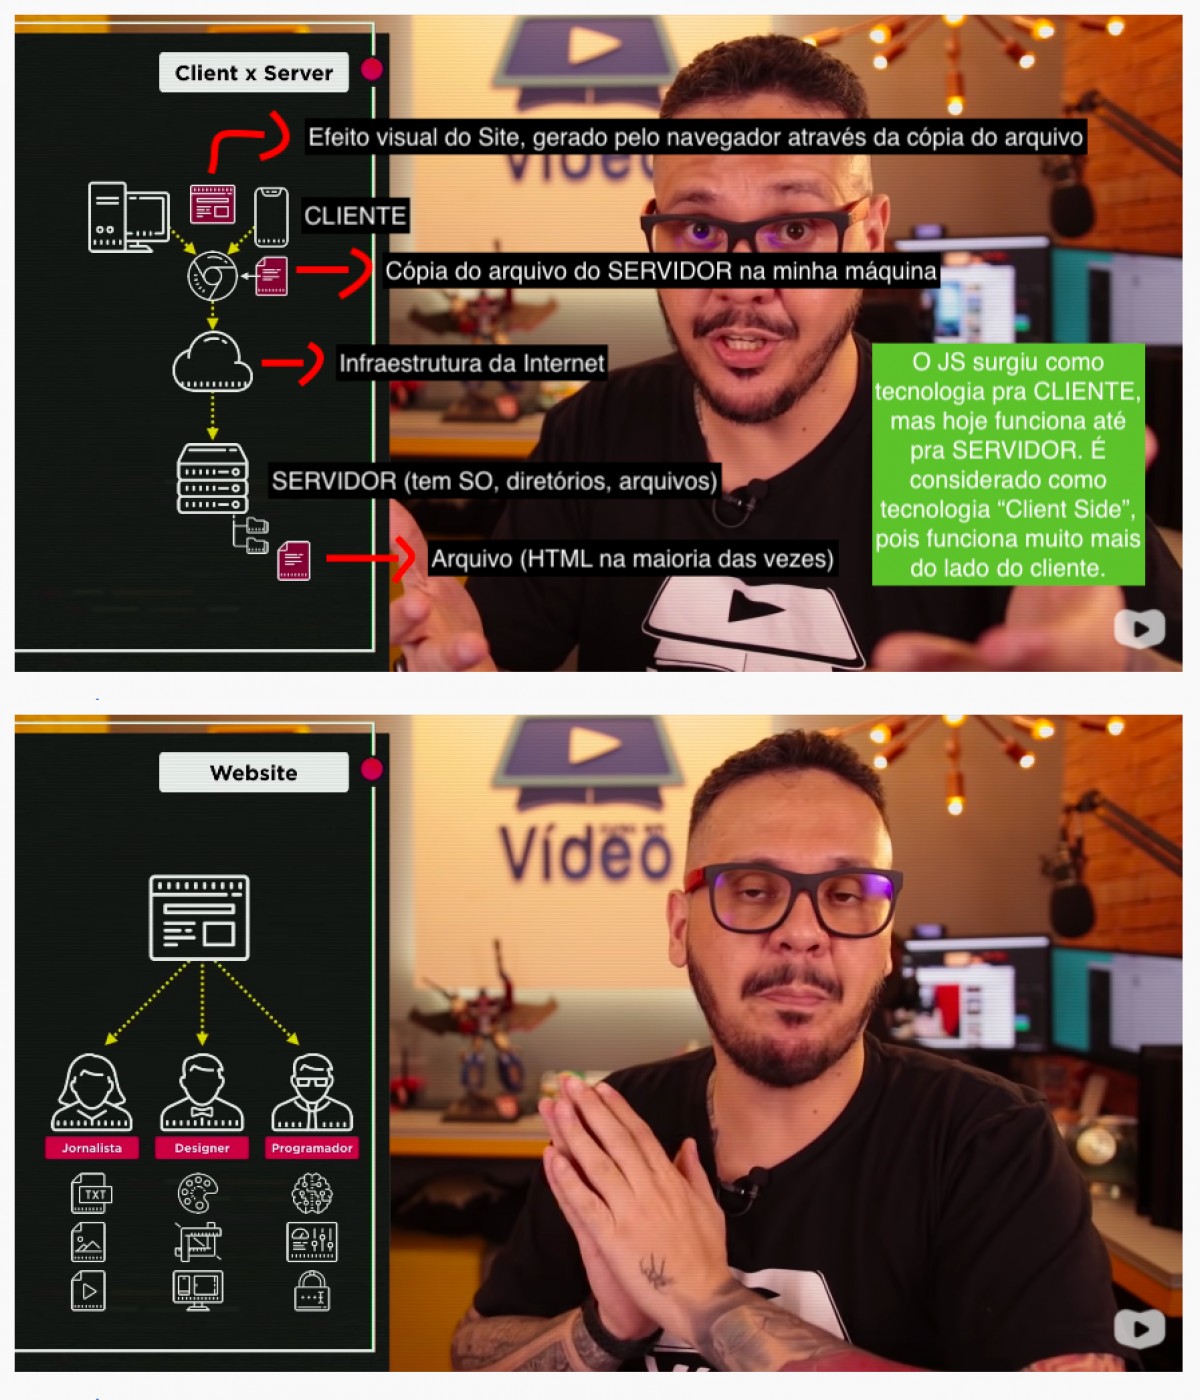 Client x Server
Efeito visual do Site, gerado pelo navegador através da cópia do arquivo
CLIENTE
Cópia do arquivo do SERVIDOR na minha máquina
Infraestrutura da Internet
O JS surgiu como
tecnologia pra CLIENTE,
mas hoje funciona até
pra SERVIDOR. É
considerado como
tecnologia “Client Side”,
pois funciona muito mais
do lado do cliente.
SERVIDOR (tem SO, diretórios, arquivos)
Arquivo (HTML na maioria das vezes)
Website
Vídeo
Jornalista
Designer
Programador
TXT